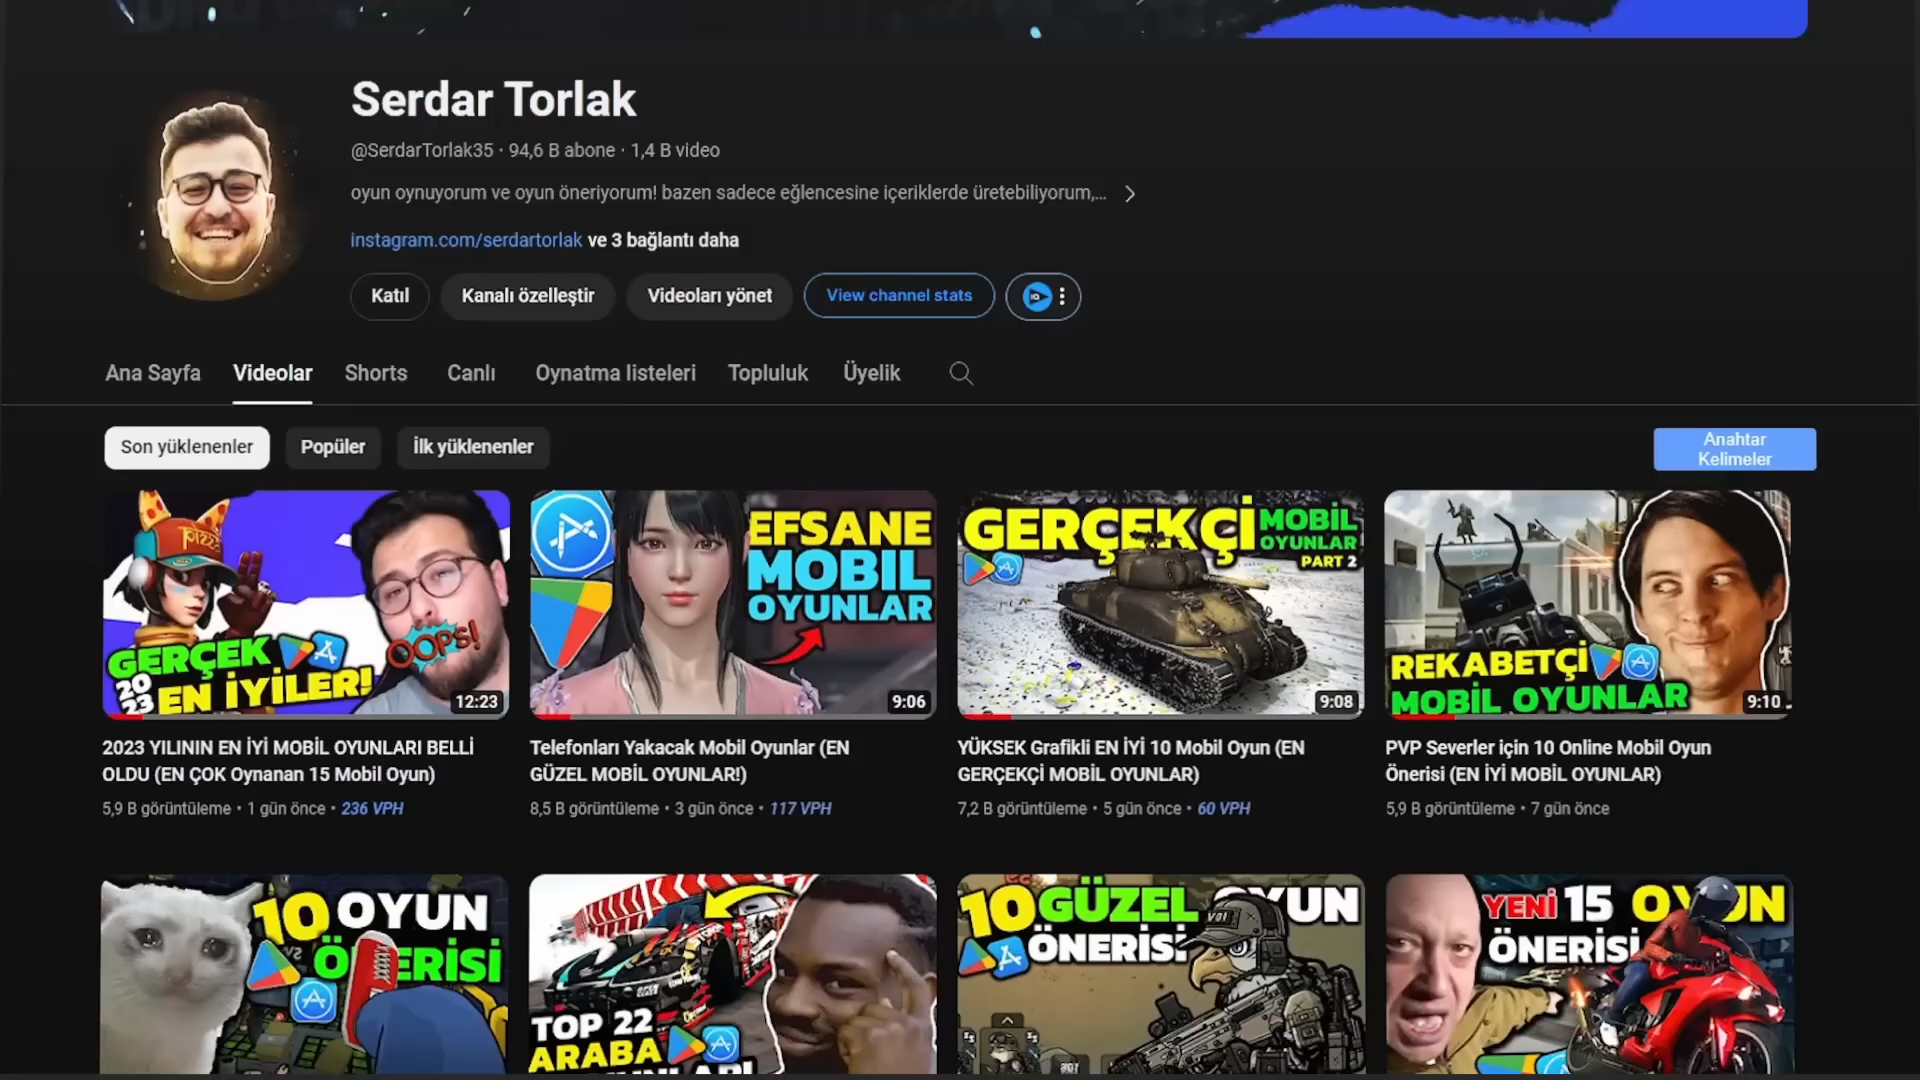 Serdar Torlak
@SerdarTorlak35 · 94,6 B abone · 1,4 B video
oyun oynuyorum ve oyun öneriyorum! bazen sadece eğlencesine içeriklerde üretebiliyorum,...
instagram.com/serdartorlak ve 3 bağlantı daha
Katıl
Kanalı özelleştir
Videoları yönet
View channel stats
Ana Sayfa
Videolar
Shorts
Canlı
Oynatma listeleri
Topluluk
Üyelik
Son yüklenenler
Popüler
İlk yüklenenler
Anahtar
Kelimeler
Pizza
OOPS!
GERÇEK
2023
EN İYİLER!
12:23
EFSANE
MOBİL
OYUNLAR
9:06
GERÇEKÇİ
MOBİL
OYUNLAR
PART 2
9:08
REKABETÇİ
MOBİL OYUNLAR
9:10
2023 YILININ EN İYİ MOBİL OYUNLARI BELLİ
OLDU (EN ÇOK Oynanan 15 Mobil Oyun)
5,9 B görüntüleme • 1 gün önce • 236 VPH
Telefonları Yakacak Mobil Oyunlar (EN
GÜZEL MOBİL OYUNLAR!)
8,5 B görüntüleme • 3 gün önce • 117 VPH
YÜKSEK Grafikli EN İYİ 10 Mobil Oyun (EN
GERÇEKÇİ MOBİL OYUNLAR)
7,2 B görüntüleme • 5 gün önce • 60 VPH
PVP Severler için 10 Online Mobil Oyun
Önerisi (EN İYİ MOBİL OYUNLAR)
5,9 B görüntüleme • 7 gün önce
10 OYUN
ÖNERİSİ
TOP 22
ARABA
10 GÜZEL OYUN
ÖNERİSİ
V01
YENİ 15 OYUN
ÖNERİSİ